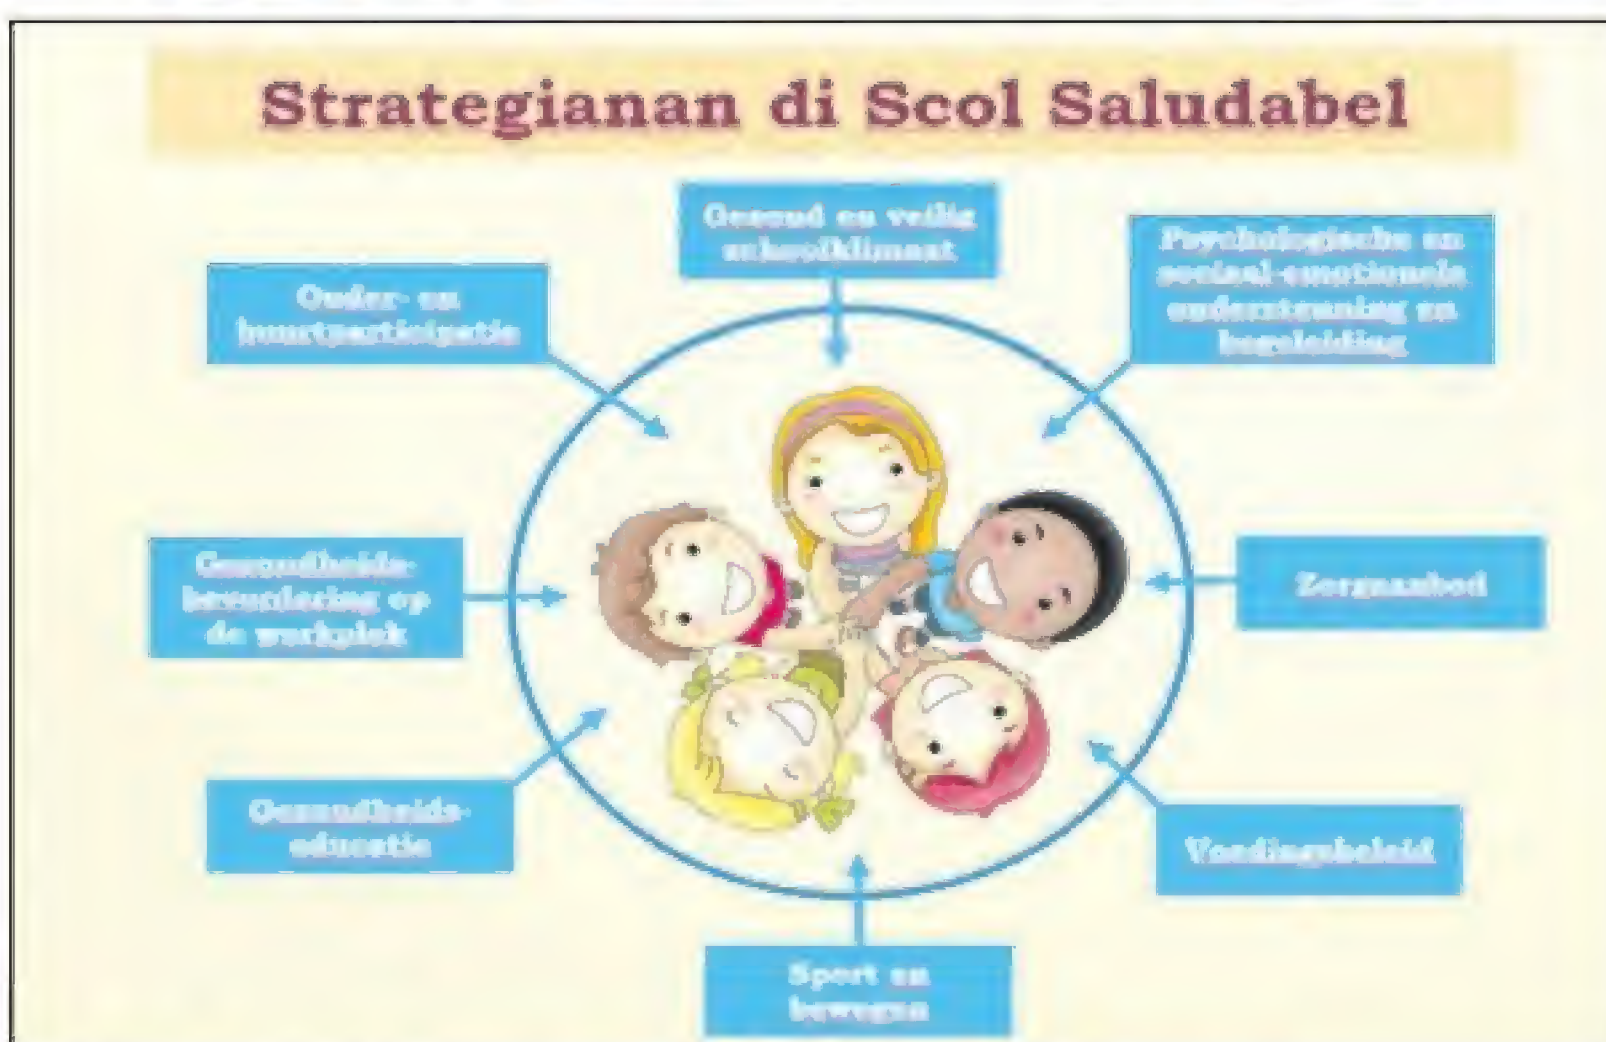 Strategianan di Scol Saludabel
Gezond en veilig
schoolklimaat
Psychologische en
sociaal-emotionele
ondersteuning en
begeleiding
Ouder- en
buurtparticipatie
Gezondheids-
bevordering op
de werkplek
Zorgaanbod
Gezondheids-
educatie
Voedingsbeleid
Sport en
bewegen